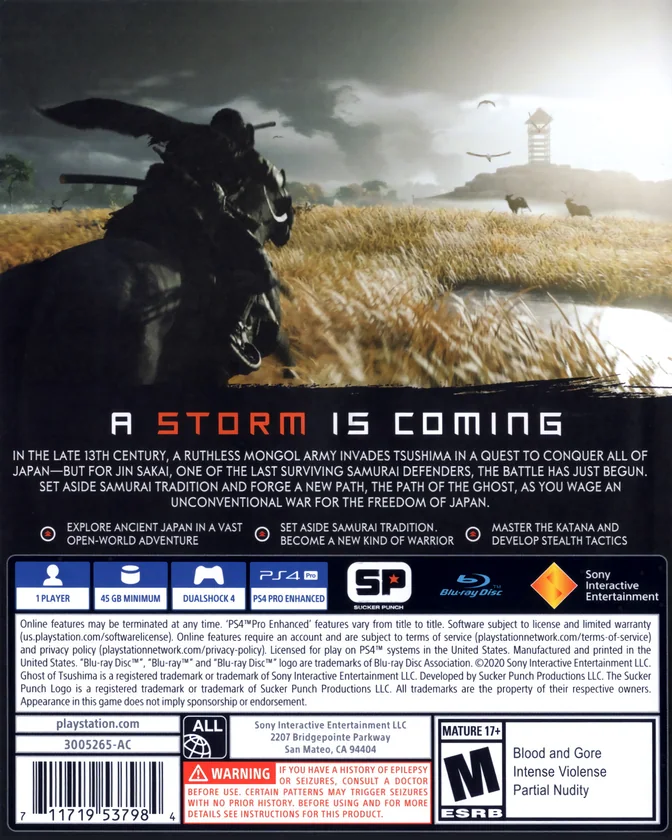 A STORM IS COMING
IN THE LATE 13TH CENTURY, A RUTHLESS MONGOL ARMY INVADES TSUSHIMA IN A QUEST TO CONQUER ALL OF
JAPAN—BUT FOR JIN SAKAI, ONE OF THE LAST SURVIVING SAMURAI DEFENDERS, THE BATTLE HAS JUST BEGUN.
SET ASIDE SAMURAI TRADITION AND FORGE A NEW PATH, THE PATH OF THE GHOST, AS YOU WAGE AN
UNCONVENTIONAL WAR FOR THE FREEDOM OF JAPAN.
EXPLORE ANCIENT JAPAN IN A VAST
OPEN-WORLD ADVENTURE
SET ASIDE SAMURAI TRADITION.
BECOME A NEW KIND OF WARRIOR
MASTER THE KATANA AND
DEVELOP STEALTH TACTICS
1 PLAYER
45 GB MINIMUM
DUALSHOCK 4
PS4 Pro
PS4 PRO ENHANCED
SP
SUCKER PUNCH
Blu-ray Disc™
Sony
Interactive
Entertainment
Online features may be terminated at any time. 'PS4™Pro Enhanced' features vary from title to title. Software subject to license and limited warranty
(us.playstation.com/softwarelicense). Online features require an account and are subject to terms of service (playstationnetwork.com/terms-of-service)
and privacy policy (playstationnetwork.com/privacy-policy). Licensed for play on PS4™ systems in the United States. Manufactured and printed in the
United States. "Blu-ray Disc™", "Blu-ray™" and "Blu-ray Disc™" logo are trademarks of Blu-ray Disc Association. ©2020 Sony Interactive Entertainment LLC.
Ghost of Tsushima is a registered trademark or trademark of Sony Interactive Entertainment LLC. Developed by Sucker Punch Productions LLC. The Sucker
Punch Logo is a registered trademark or trademark of Sucker Punch Productions LLC. All trademarks are the property of their respective owners.
Appearance in this game does not imply sponsorship or endorsement.
playstation.com
3005265-AC
ALL
Sony Interactive Entertainment LLC
2207 Bridgepointe Parkway
San Mateo, CA 94404
WARNING IF YOU HAVE A HISTORY OF EPILEPSY
OR SEIZURES, CONSULT A DOCTOR
BEFORE USE. CERTAIN PATTERNS MAY TRIGGER SEIZURES
WITH NO PRIOR HISTORY. BEFORE USING AND FOR MORE
DETAILS SEE INSTRUCTIONS FOR THIS PRODUCT.
7 11719 53798 4
MATURE 17+
M
ESRB
Blood and Gore
Intense Violence
Partial Nudity